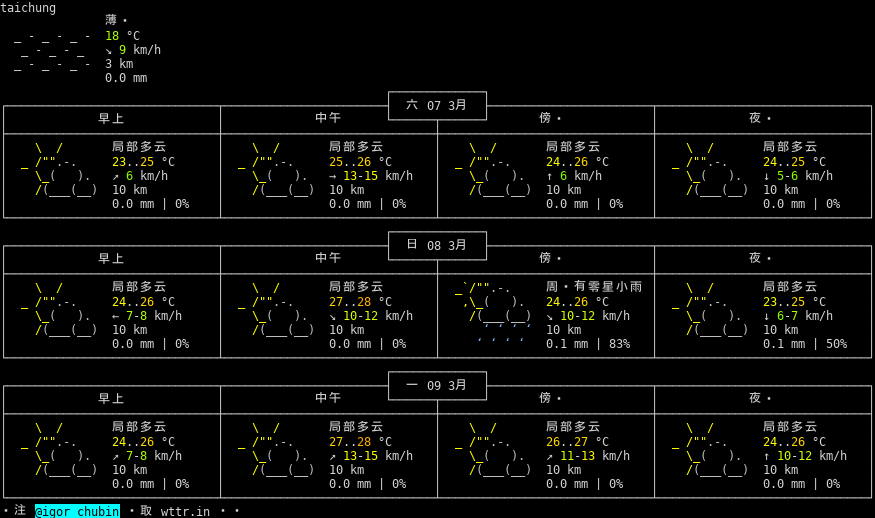 taichung
薄・
18 °C
↘ 9 km/h
3 km
0.0 mm
六 07 3月
早上 中午 傍・ 夜・
局部多云 局部多云 局部多云 局部多云
23..25 °C 25..26 °C 24..26 °C 24..25 °C
↗ 6 km/h → 13-15 km/h ↑ 6 km/h ↓ 5-6 km/h
10 km 10 km 10 km 10 km
0.0 mm | 0% 0.0 mm | 0% 0.0 mm | 0% 0.0 mm | 0%
日 08 3月
早上 中午 傍・ 夜・
局部多云 局部多云 周・有零星小雨 局部多云
24..26 °C 27..28 °C 24..26 °C 23..25 °C
← 7-8 km/h ↘ 10-12 km/h ↘ 10-12 km/h ↓ 6-7 km/h
10 km 10 km 10 km 10 km
0.0 mm | 0% 0.0 mm | 0% 0.1 mm | 83% 0.1 mm | 50%
一 09 3月
早上 中午 傍・ 夜・
局部多云 局部多云 局部多云 局部多云
24..26 °C 27..28 °C 26..27 °C 24..26 °C
↗ 7-8 km/h ↗ 13-15 km/h ↗ 11-13 km/h ↑ 10-12 km/h
10 km 10 km 10 km 10 km
0.0 mm | 0% 0.0 mm | 0% 0.0 mm | 0% 0.0 mm | 0%
・注 @igor_chubin ・取 wttr.in ・・